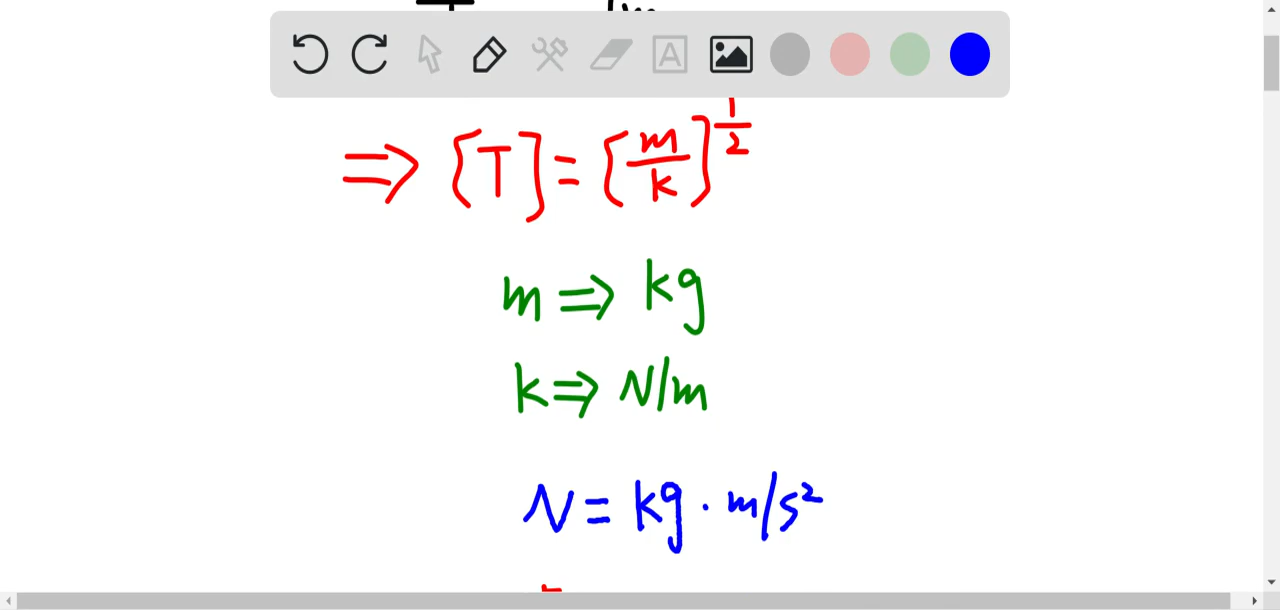 ⇒ [T] = [m/k]^1/2
m ⇒ kg
k ⇒ N/m
N = kg · m/s²